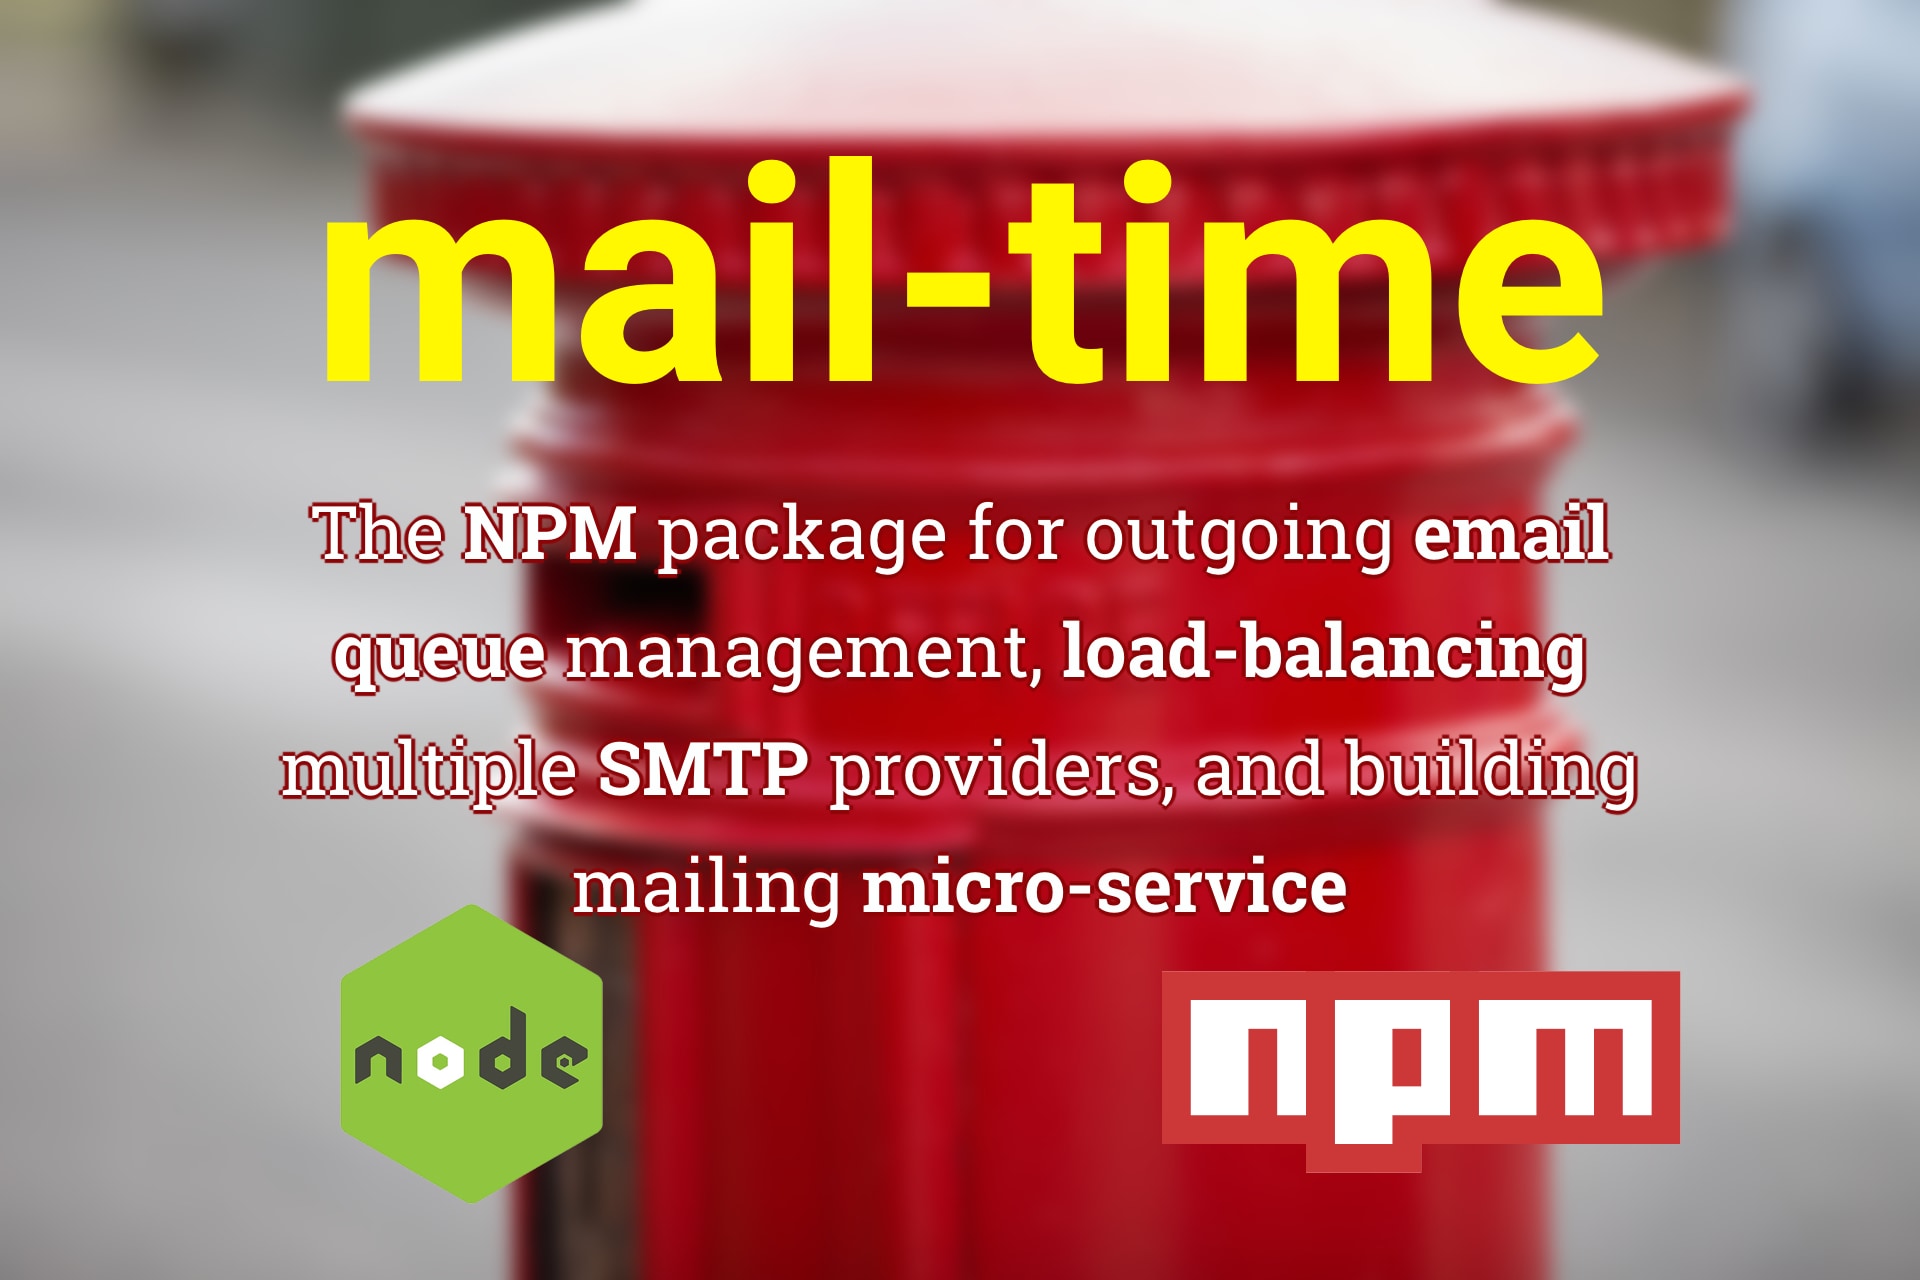 mail-time
The NPM package for outgoing email
queue management, load-balancing
multiple SMTP providers, and building
mailing micro-service
node
npm